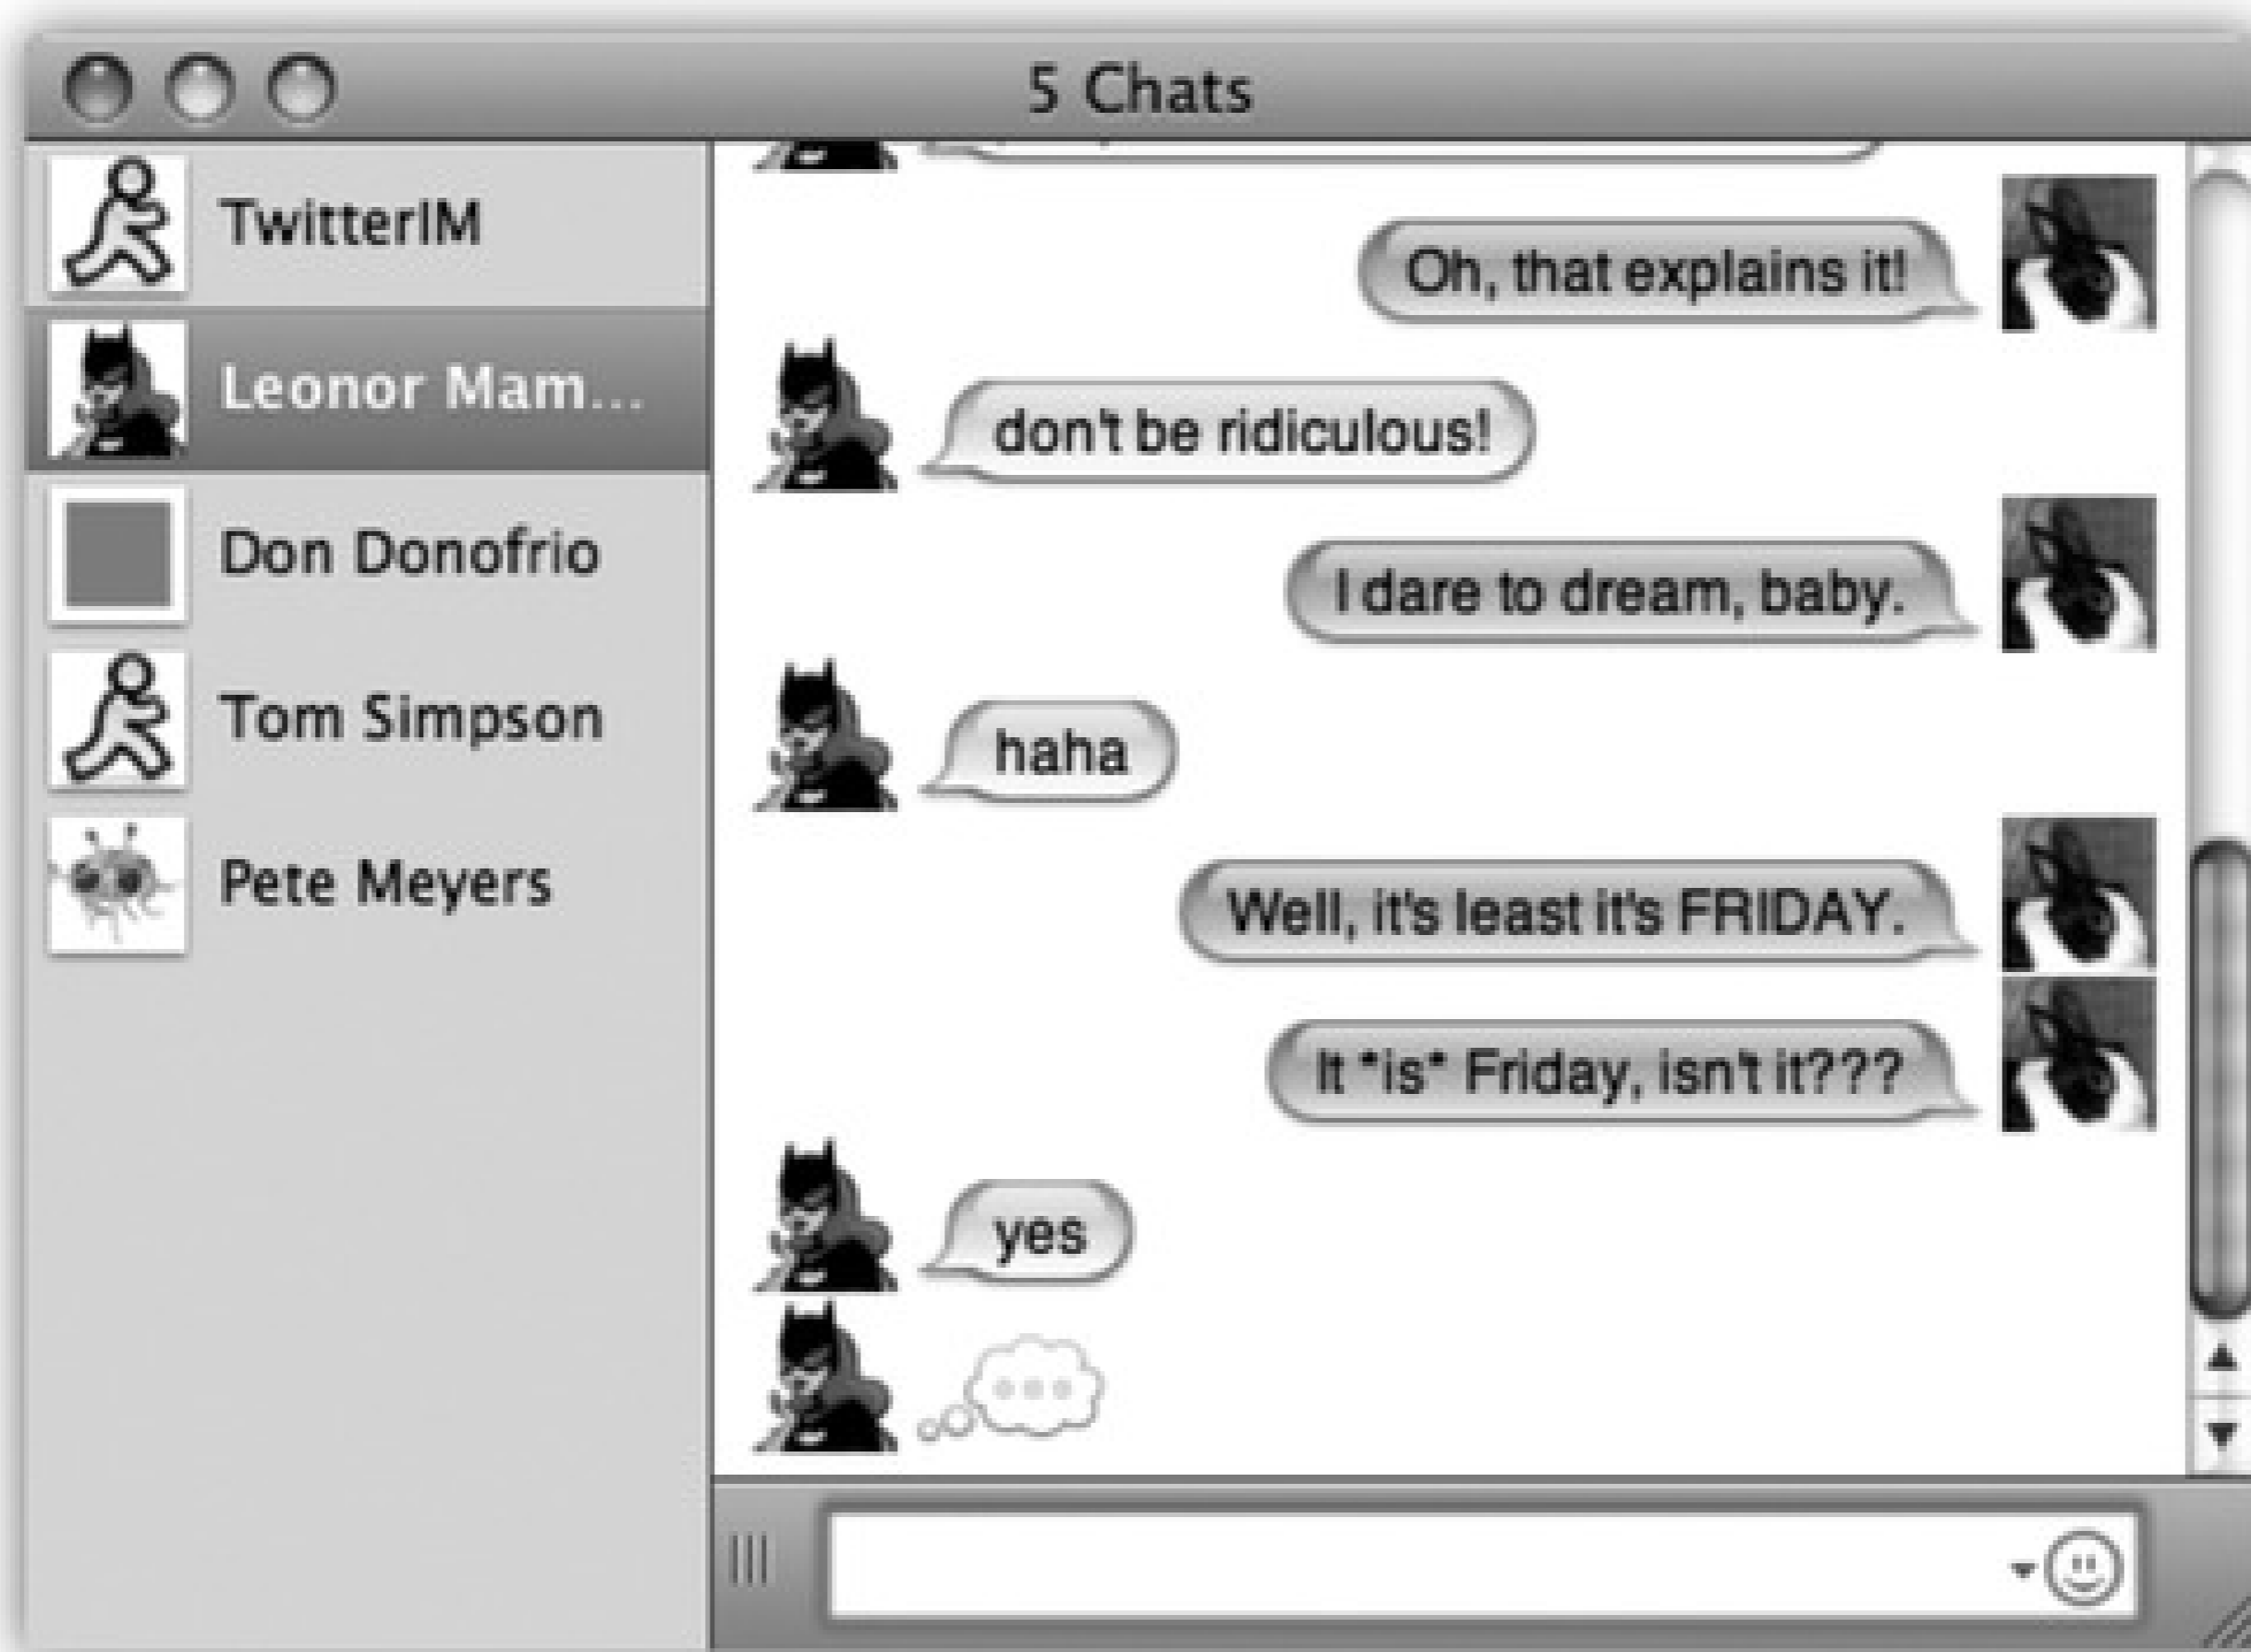 5 Chats
TwitterIM
Leonor Mam...
Don Donofrio
Tom Simpson
Pete Meyers
Oh, that explains it!
don't be ridiculous!
I dare to dream, baby.
haha
Well, it's least it's FRIDAY.
It *is* Friday, isn't it???
yes